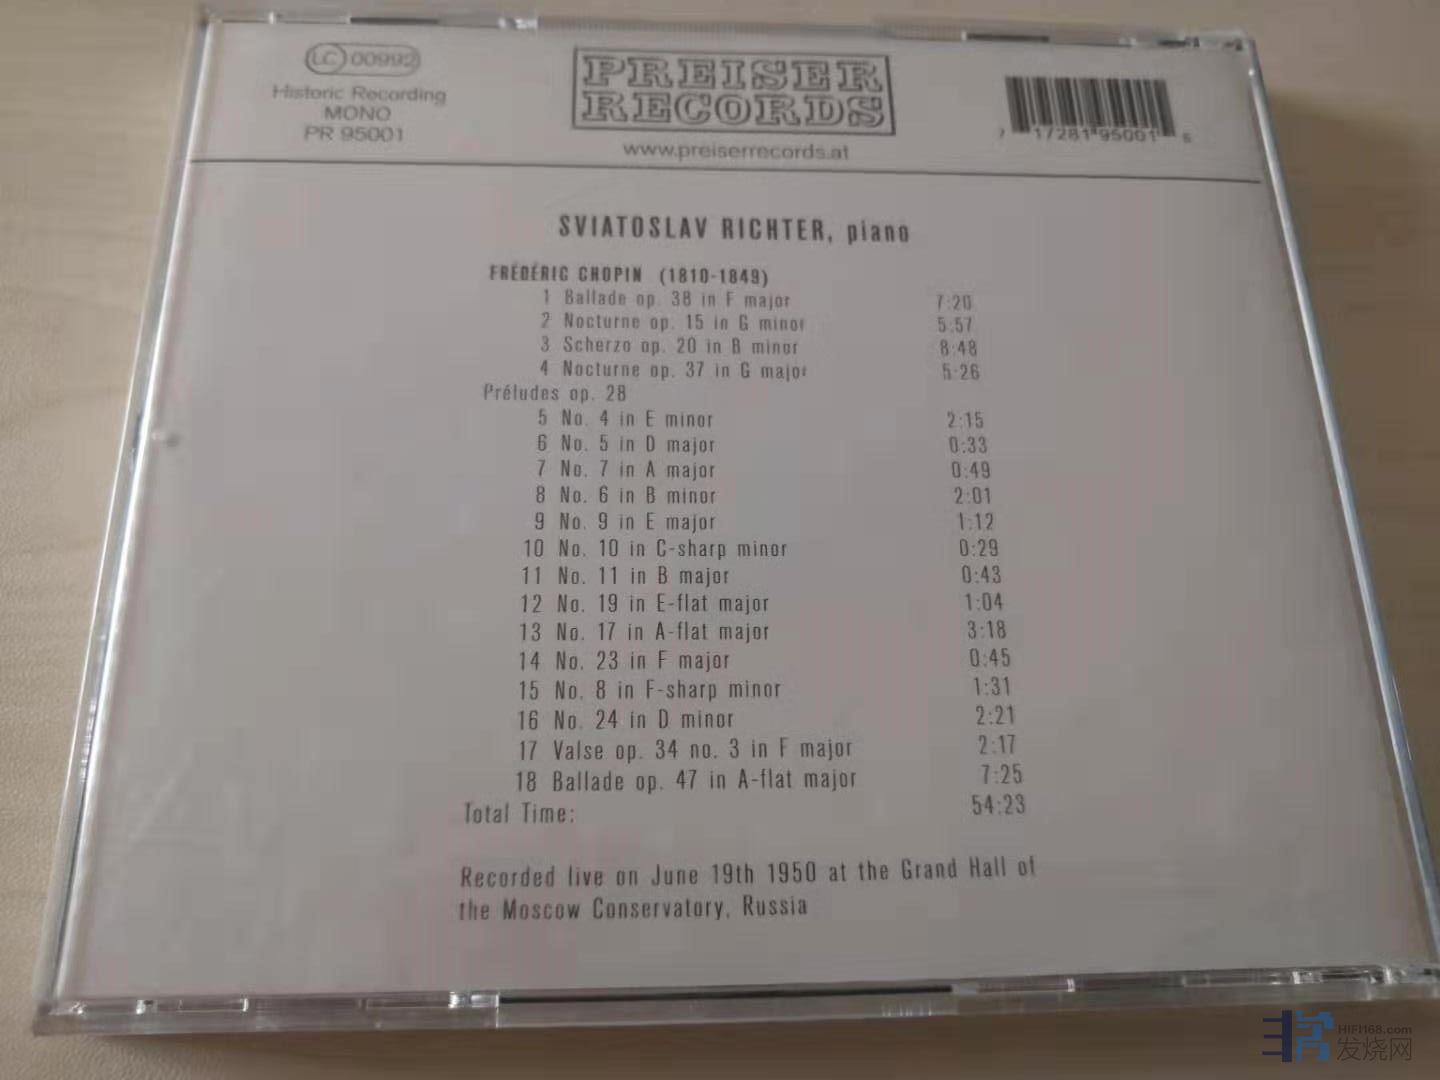 LC 00992
Historic Recording
MONO
PR 95001
PREISER
RECORDS
www.preiserrecords.at
7 17281 95001 6
SVIATOSLAV RICHTER, piano
FRÉDÉRIC CHOPIN (1810-1849)
1 Ballade op. 38 in F major 7:20
2 Nocturne op. 15 in G minor 5:57
3 Scherzo op. 20 in B minor 8:48
4 Nocturne op. 37 in G major 5:26
Préludes op. 28
5 No. 4 in E minor 2:15
6 No. 5 in D major 0:33
7 No. 7 in A major 0:49
8 No. 6 in B minor 2:01
9 No. 9 in E major 1:12
10 No. 10 in C-sharp minor 0:29
11 No. 11 in B major 0:43
12 No. 19 in E-flat major 1:04
13 No. 17 in A-flat major 3:18
14 No. 23 in F major 0:45
15 No. 8 in F-sharp minor 1:31
16 No. 24 in D minor 2:21
17 Valse op. 34 no. 3 in F major 2:17
18 Ballade op. 47 in A-flat major 7:25
Total Time: 54:23
Recorded live on June 19th 1950 at the Grand Hall of
the Moscow Conservatory, Russia
HIFI168.com
发烧网